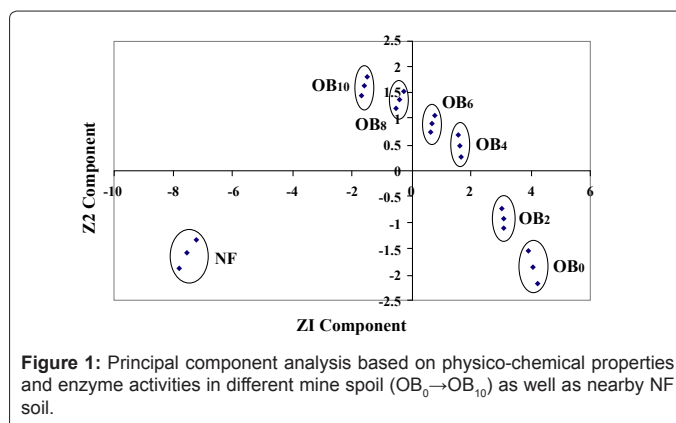 2.5
2
1.5
1
0.5
0
-0.5
-1
-1.5
-2
-2.5
-10 -8 -6 -4 -2 0 2 4 6
OB10
OB8
OB6
OB4
OB2
OB0
NF
Z2 Component
ZI Component
Figure 1: Principal component analysis based on physico-chemical properties
and enzyme activities in different mine spoil (OB0→OB10) as well as nearby NF
soil.